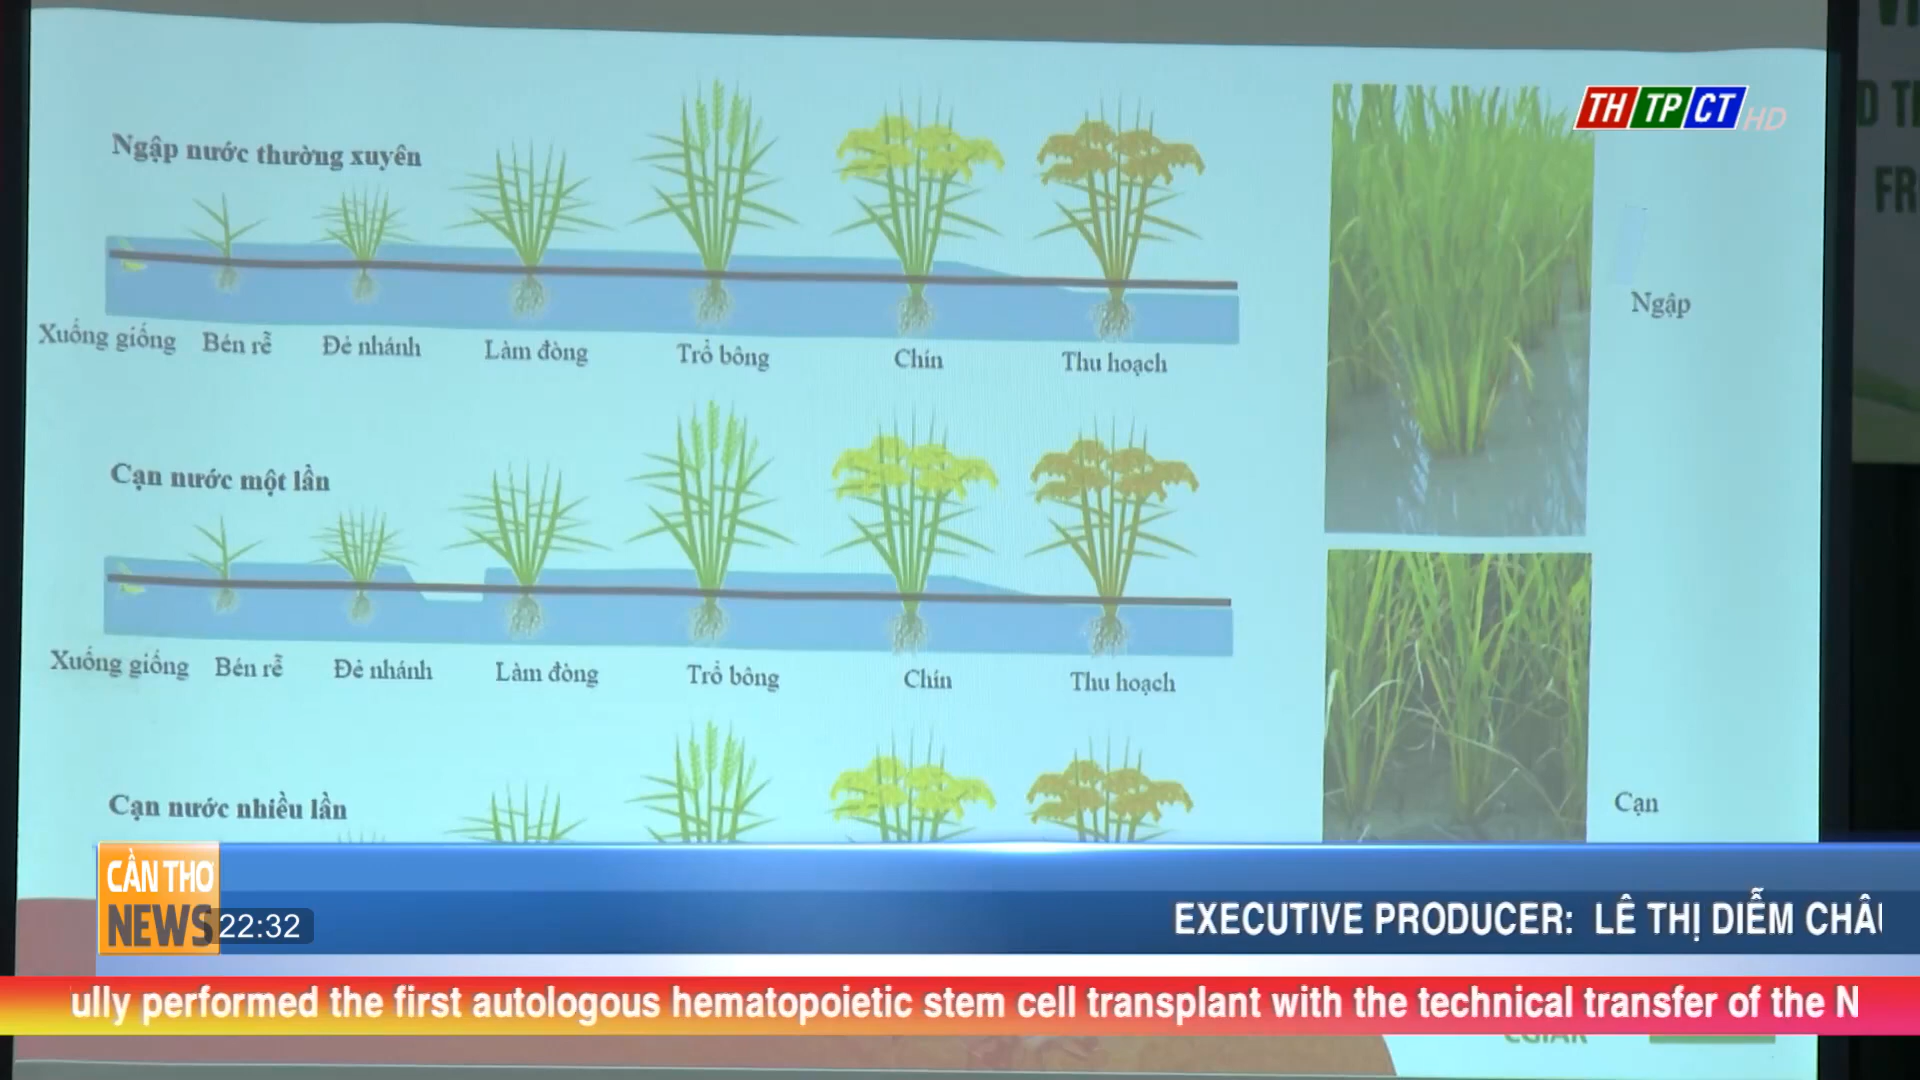 THTPCT HD
Ngập nước thường xuyên
Xuống giống Bén rễ Đẻ nhánh Làm đòng Trổ bông Chín Thu hoạch
Ngập
Cạn nước một lần
Xuống giống Bén rễ Đẻ nhánh Làm đòng Trổ bông Chín Thu hoạch
Cạn nước nhiều lần
Cạn
FR
CẦN THƠ
NEWS 22:32
EXECUTIVE PRODUCER: LÊ THỊ DIỄM CHÂU
ully performed the first autologous hematopoietic stem cell transplant with the technical transfer of the N
CGIAR